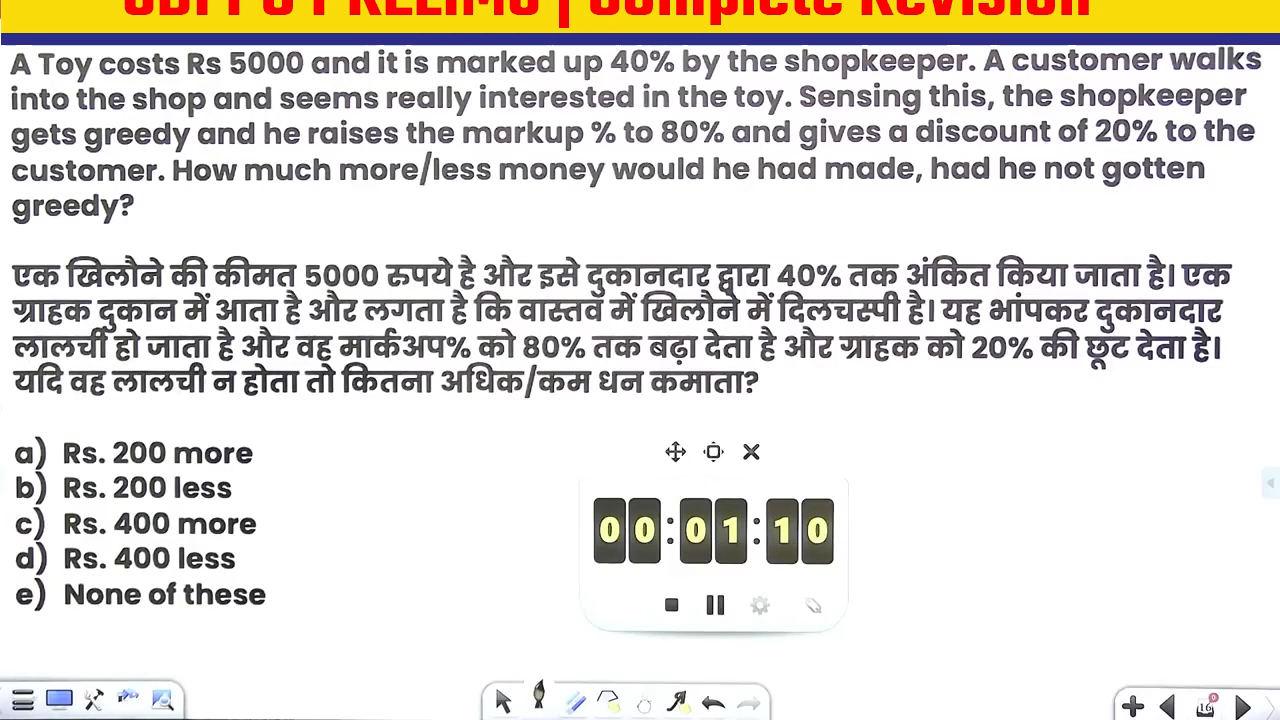 SBI PO PRELIMS | Complete Revision
A Toy costs Rs 5000 and it is marked up 40% by the shopkeeper. A customer walks
into the shop and seems really interested in the toy. Sensing this, the shopkeeper
gets greedy and he raises the markup % to 80% and gives a discount of 20% to the
customer. How much more/less money would he had made, had he not gotten
greedy?
एक खिलौने की कीमत 5000 रुपये है और इसे दुकानदार द्वारा 40% तक अंकित किया जाता है। एक
ग्राहक दुकान में आता है और लगता है कि वास्तव में खिलौने में दिलचस्पी है। यह भांपकर दुकानदार
लालची हो जाता है और वह मार्कअप% को 80% तक बढ़ा देता है और ग्राहक को 20% की छूट देता है।
यदि वह लालची न होता तो कितना अधिक/कम धन कमाता?
a) Rs. 200 more
b) Rs. 200 less
c) Rs. 400 more
d) Rs. 400 less
e) None of these
00:01:10